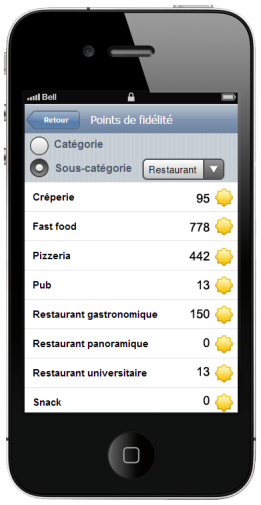 Bell
Retour Points de fidélité
Catégorie
Sous-catégorie Restaurant
Crêperie 95
Fast food 778
Pizzeria 442
Pub 13
Restaurant gastronomique 150
Restaurant panoramique 0
Restaurant universitaire 13
Snack 0